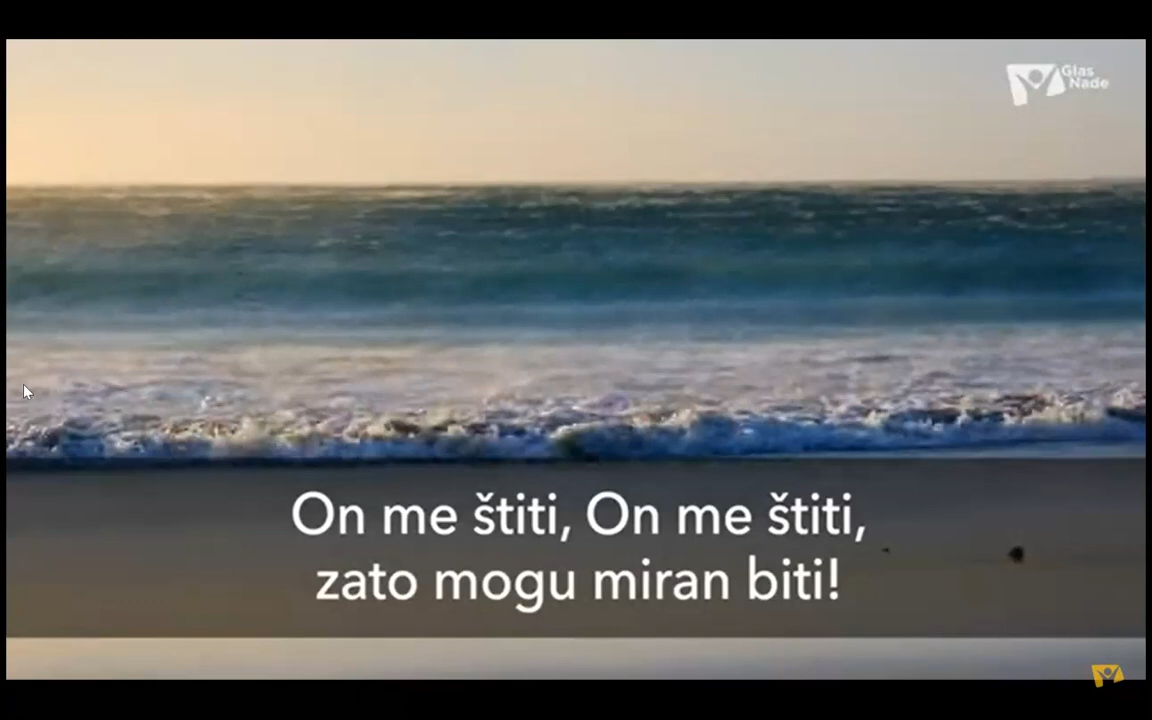 Glas
Nade
On me štiti, On me štiti,
zato mogu miran biti!